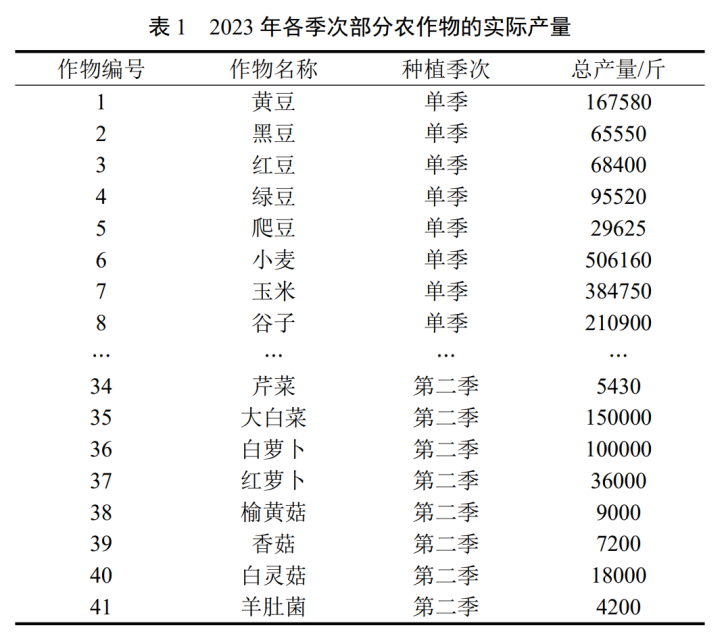 表 1 2023 年各季次部分农作物的实际产量
作物编号 作物名称 种植季次 总产量/斤
1 黄豆 单季 167580
2 黑豆 单季 65550
3 红豆 单季 68400
4 绿豆 单季 95520
5 爬豆 单季 29625
6 小麦 单季 506160
7 玉米 单季 384750
8 谷子 单季 210900
… … … …
34 芹菜 第二季 5430
35 大白菜 第二季 150000
36 白萝卜 第二季 100000
37 红萝卜 第二季 36000
38 榆黄菇 第二季 9000
39 香菇 第二季 7200
40 白灵菇 第二季 18000
41 羊肚菌 第二季 4200